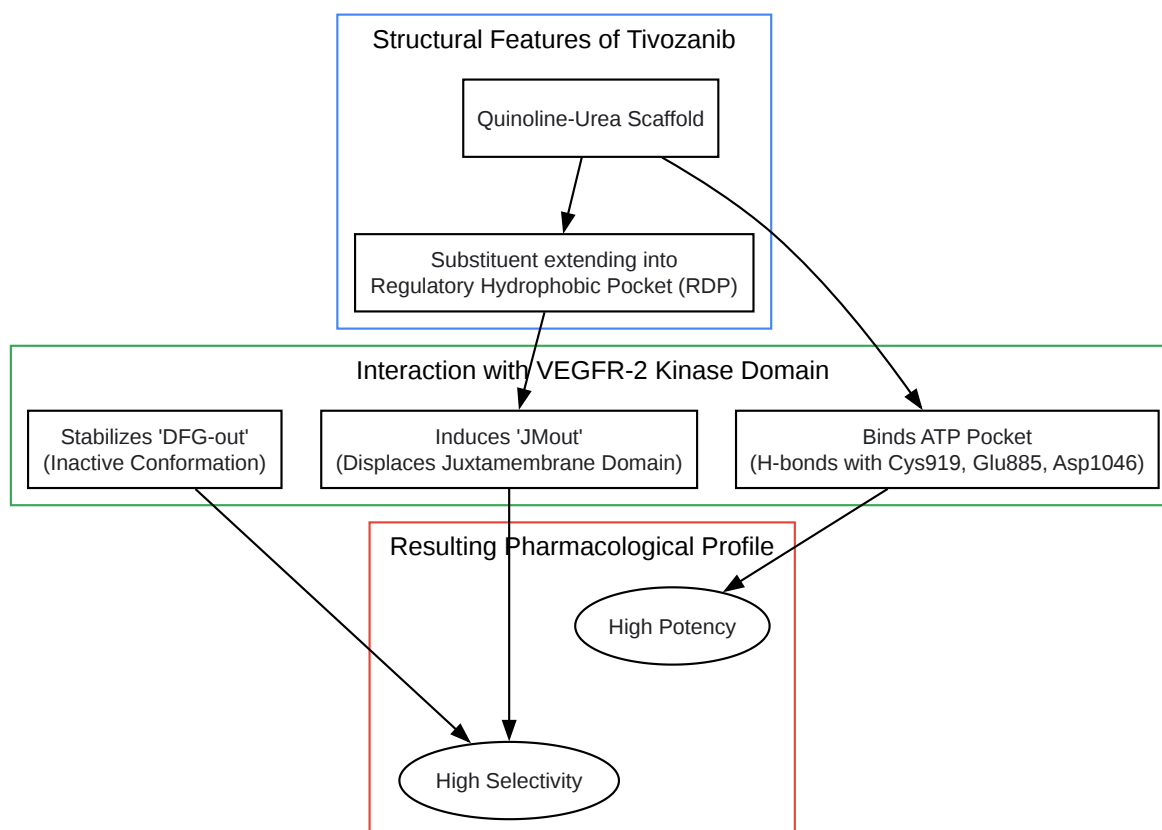 Structural Features of Tivozanib
Quinoline-Urea Scaffold
Substituent extending into
Regulatory Hydrophobic Pocket (RDP)
Interaction with VEGFR-2 Kinase Domain
Stabilizes 'DFG-out'
(Inactive Conformation)
Induces 'JMout'
(Displaces Juxtamembrane Domain)
Binds ATP Pocket
(H-bonds with Cys919, Glu885, Asp1046)
Resulting Pharmacological Profile
High Potency
High Selectivity